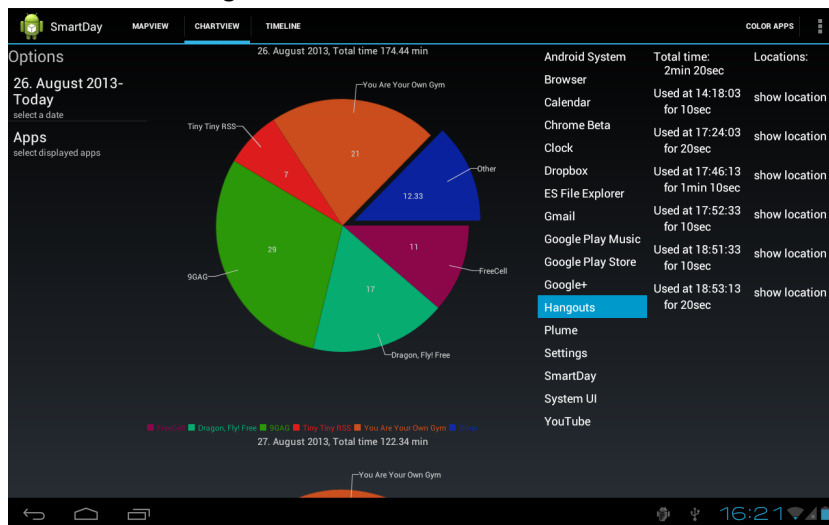 SmartDay
MAPVIEW
CHARTVIEW
TIMELINE
COLOR APPS
Options
26. August 2013-
Today
select a date
Apps
select displayed apps
26. August 2013, Total time 174.44 min
You Are Your Own Gym
Tiny Tiny RSS
21
7
Other
12.33
29
11
9GAG
FreeCell
17
Dragon, Fly! Free
FreeCell Dragon, Fly! Free 9GAG Tiny Tiny RSS You Are Your Own Gym Other
27. August 2013, Total time 122.34 min
You Are Your Own Gym
Android System
Browser
Calendar
Chrome Beta
Clock
Dropbox
ES File Explorer
Gmail
Google Play Music
Google Play Store
Google+
Hangouts
Plume
Settings
SmartDay
System UI
YouTube
Total time:
2min 20sec
Locations:
Used at 14:18:03
for 10sec
show location
Used at 17:24:03
for 20sec
show location
Used at 17:46:13
for 1min 10sec
show location
Used at 17:52:33
for 10sec
show location
Used at 18:51:33
for 10sec
show location
Used at 18:53:13
for 20sec
show location
16:21